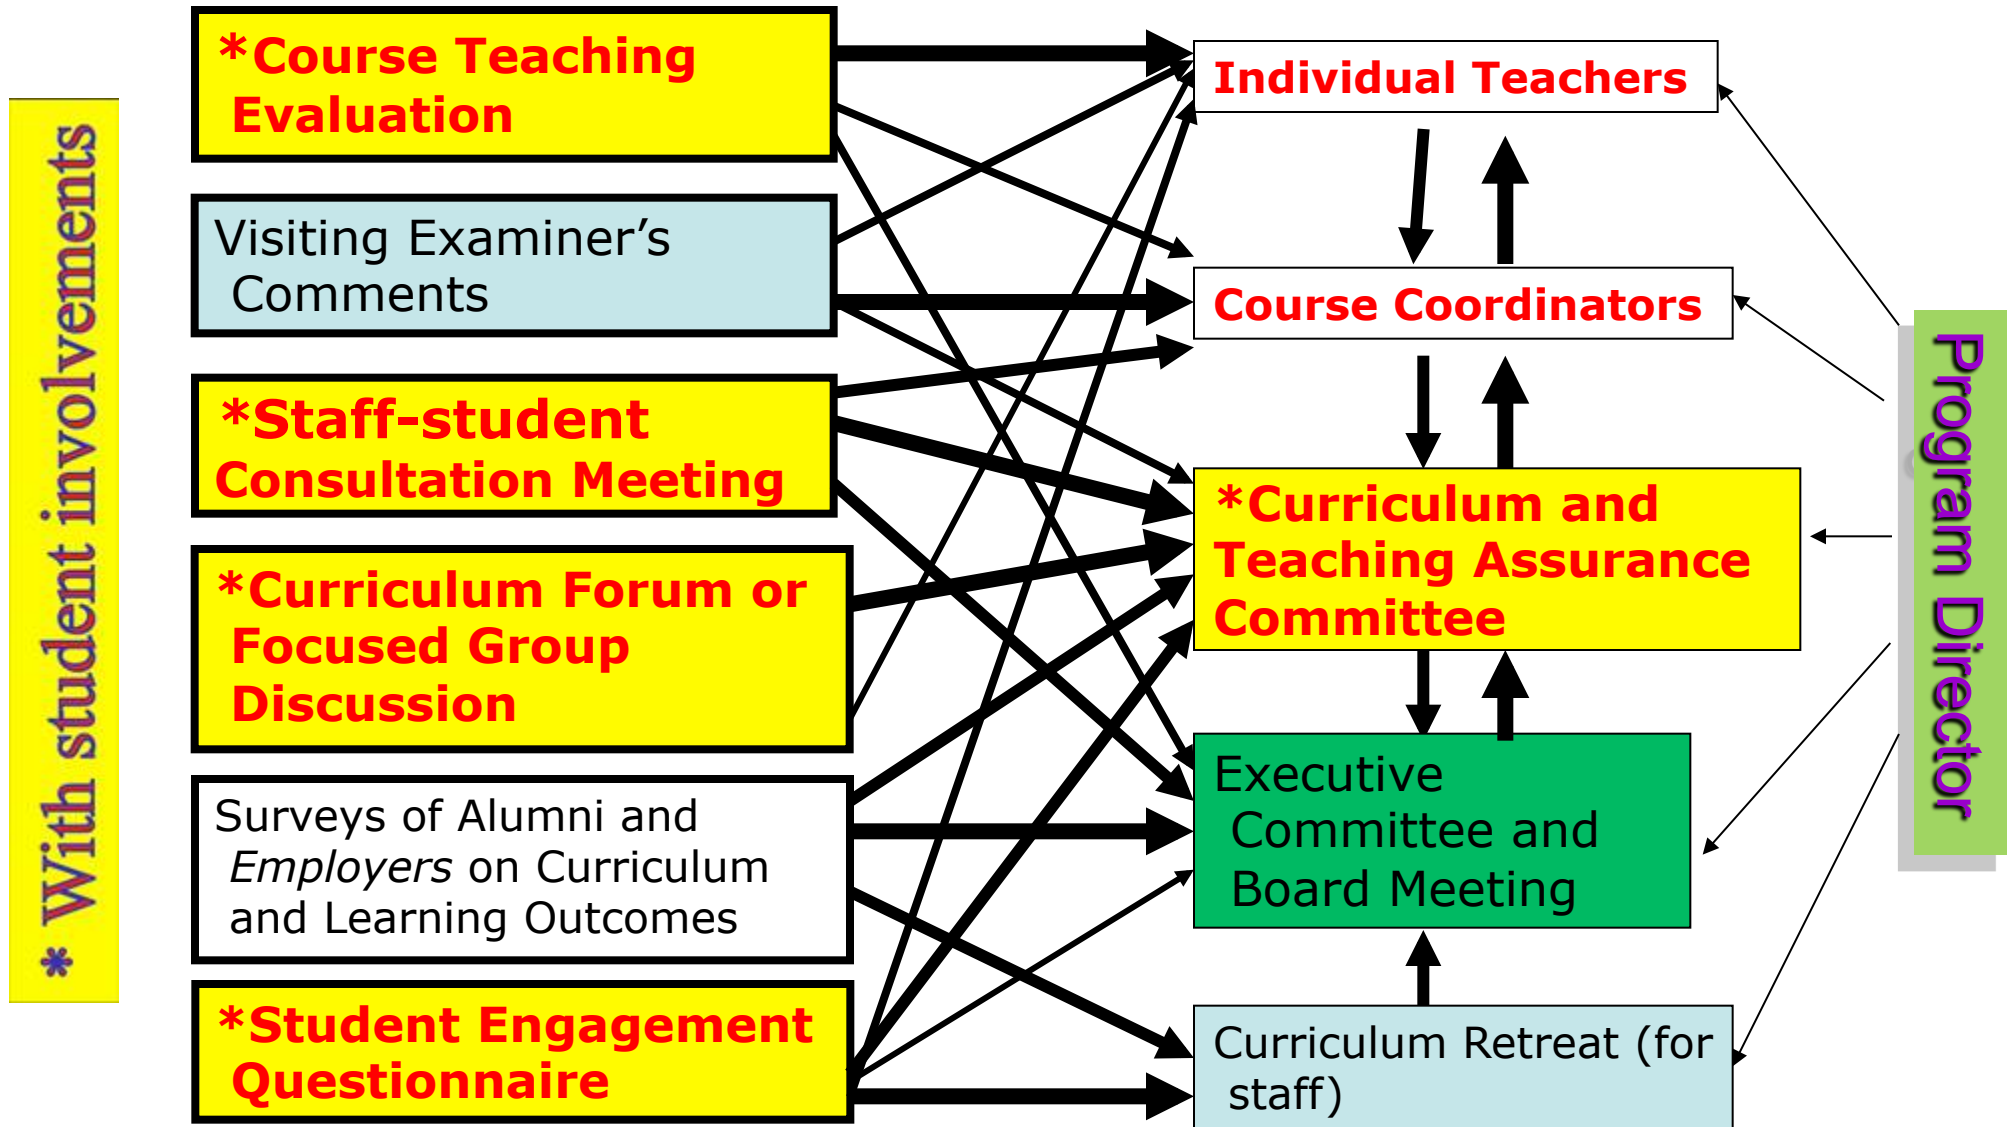 * With student involvements
*Course Teaching
Evaluation
Visiting Examiner’s
Comments
*Staff-student
Consultation Meeting
*Curriculum Forum or
Focused Group
Discussion
Surveys of Alumni and
Employers on Curriculum
and Learning Outcomes
*Student Engagement
Questionnaire
Individual Teachers
Course Coordinators
*Curriculum and
Teaching Assurance
Committee
Executive
Committee and
Board Meeting
Curriculum Retreat (for
staff)
Program Director